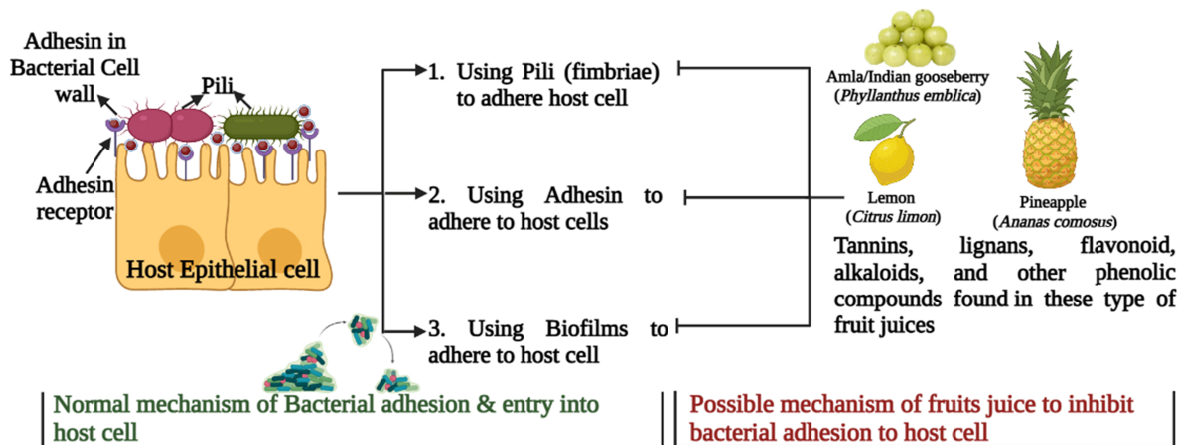 Adhesin in
Bacterial Cell
wall
Pili
Adhesin
receptor
Host Epithelial cell
1. Using Pili (fimbriae)
to adhere host cell
2. Using Adhesin to
adhere to host cells
3. Using Biofilms to
adhere to host cell
Amla/Indian gooseberry
(Phyllanthus emblica)
Lemon
(Citrus limon)
Pineapple
(Ananas comosus)
Tannins, lignans, flavonoid,
alkaloids, and other phenolic
compounds found in these type of
fruit juices
Normal mechanism of Bacterial adhesion & entry into
host cell
Possible mechanism of fruits juice to inhibit
bacterial adhesion to host cell